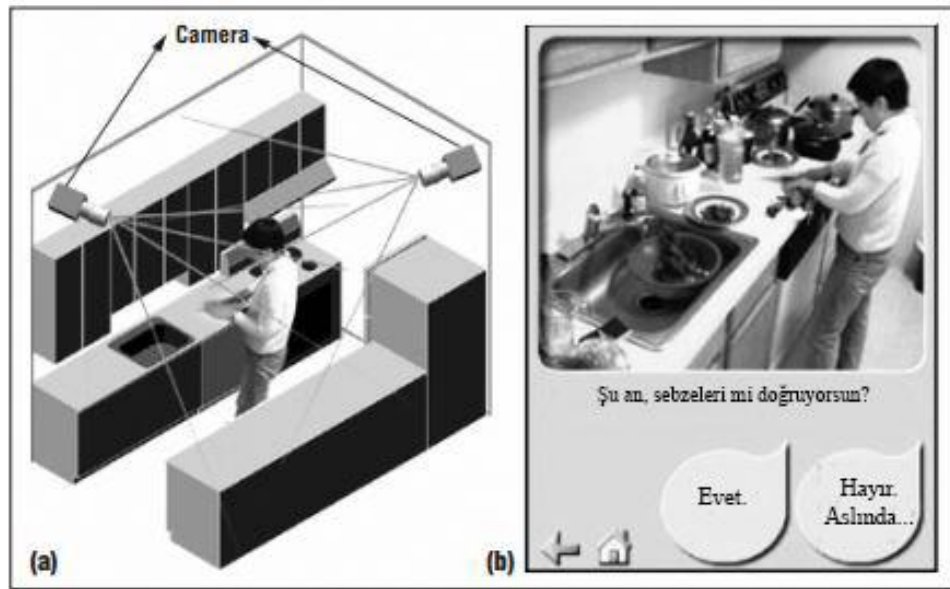 Camera
(a)
Şu an, sebzeleri mi doğruyorsun?
Evet.
Hayır.
Aslında...
(b)